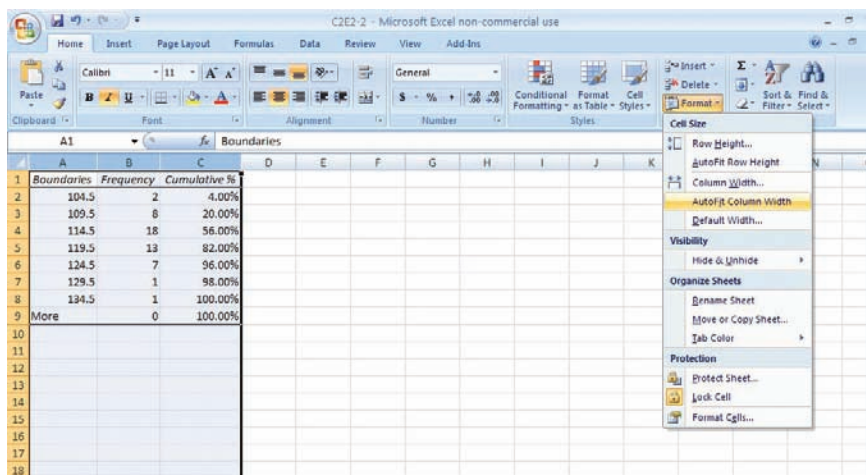 C2E2-2 - Microsoft Excel non-commercial use
Home Insert Page Layout Formulas Data Review View Add-Ins
Paste
Calibri 11 A A
B I U A
General
$ % ,
Conditional Formatting
Format as Table
Cell Styles
Insert
Delete
Format
Σ
Sort & Filter
Find & Select
Clipboard Font Alignment Number Styles
A1 fx Boundaries
A B C D E F G H I J K N
1 Boundaries Frequency Cumulative %
2 104.5 2 4.00%
3 109.5 8 20.00%
4 114.5 18 56.00%
5 119.5 13 82.00%
6 124.5 7 96.00%
7 129.5 1 98.00%
8 134.5 1 100.00%
9 More 0 100.00%
10
11
12
13
14
15
16
17
18
Cell Size
Row Height...
AutoFit Row Height
Column Width...
AutoFit Column Width
Default Width...
Visibility
Hide & Unhide
Organize Sheets
Rename Sheet
Move or Copy Sheet...
Tab Color
Protection
Protect Sheet...
Lock Cell
Format Cells...